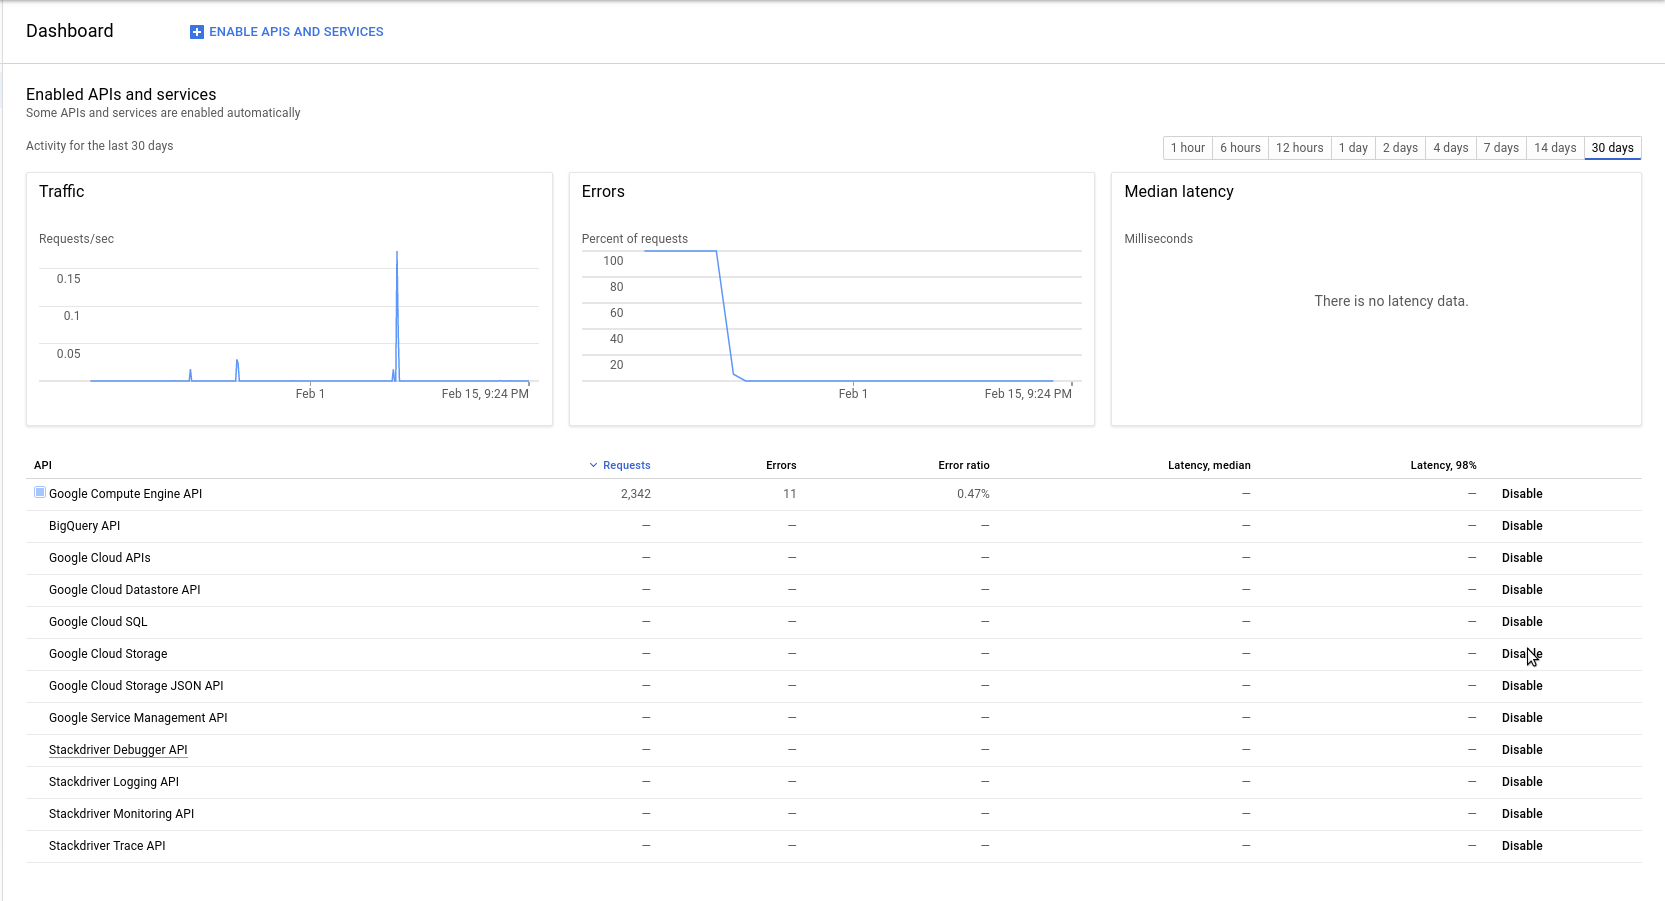 Dashboard ENABLE APIS AND SERVICES
Enabled APIs and services
Some APIs and services are enabled automatically
Activity for the last 30 days
1 hour 6 hours 12 hours 1 day 2 days 4 days 7 days 14 days 30 days
Traffic
Requests/sec
0.15
0.1
0.05
Feb 1 Feb 15, 9:24 PM
Errors
Percent of requests
100
80
60
40
20
Feb 1 Feb 15, 9:24 PM
Median latency
Milliseconds
There is no latency data.
API Requests Errors Error ratio Latency, median Latency, 98%
Google Compute Engine API 2,342 11 0.47% — — Disable
BigQuery API — — — — — Disable
Google Cloud APIs — — — — — Disable
Google Cloud Datastore API — — — — — Disable
Google Cloud SQL — — — — — Disable
Google Cloud Storage — — — — — Disable
Google Cloud Storage JSON API — — — — — Disable
Google Service Management API — — — — — Disable
Stackdriver Debugger API — — — — — Disable
Stackdriver Logging API — — — — — Disable
Stackdriver Monitoring API — — — — — Disable
Stackdriver Trace API — — — — — Disable